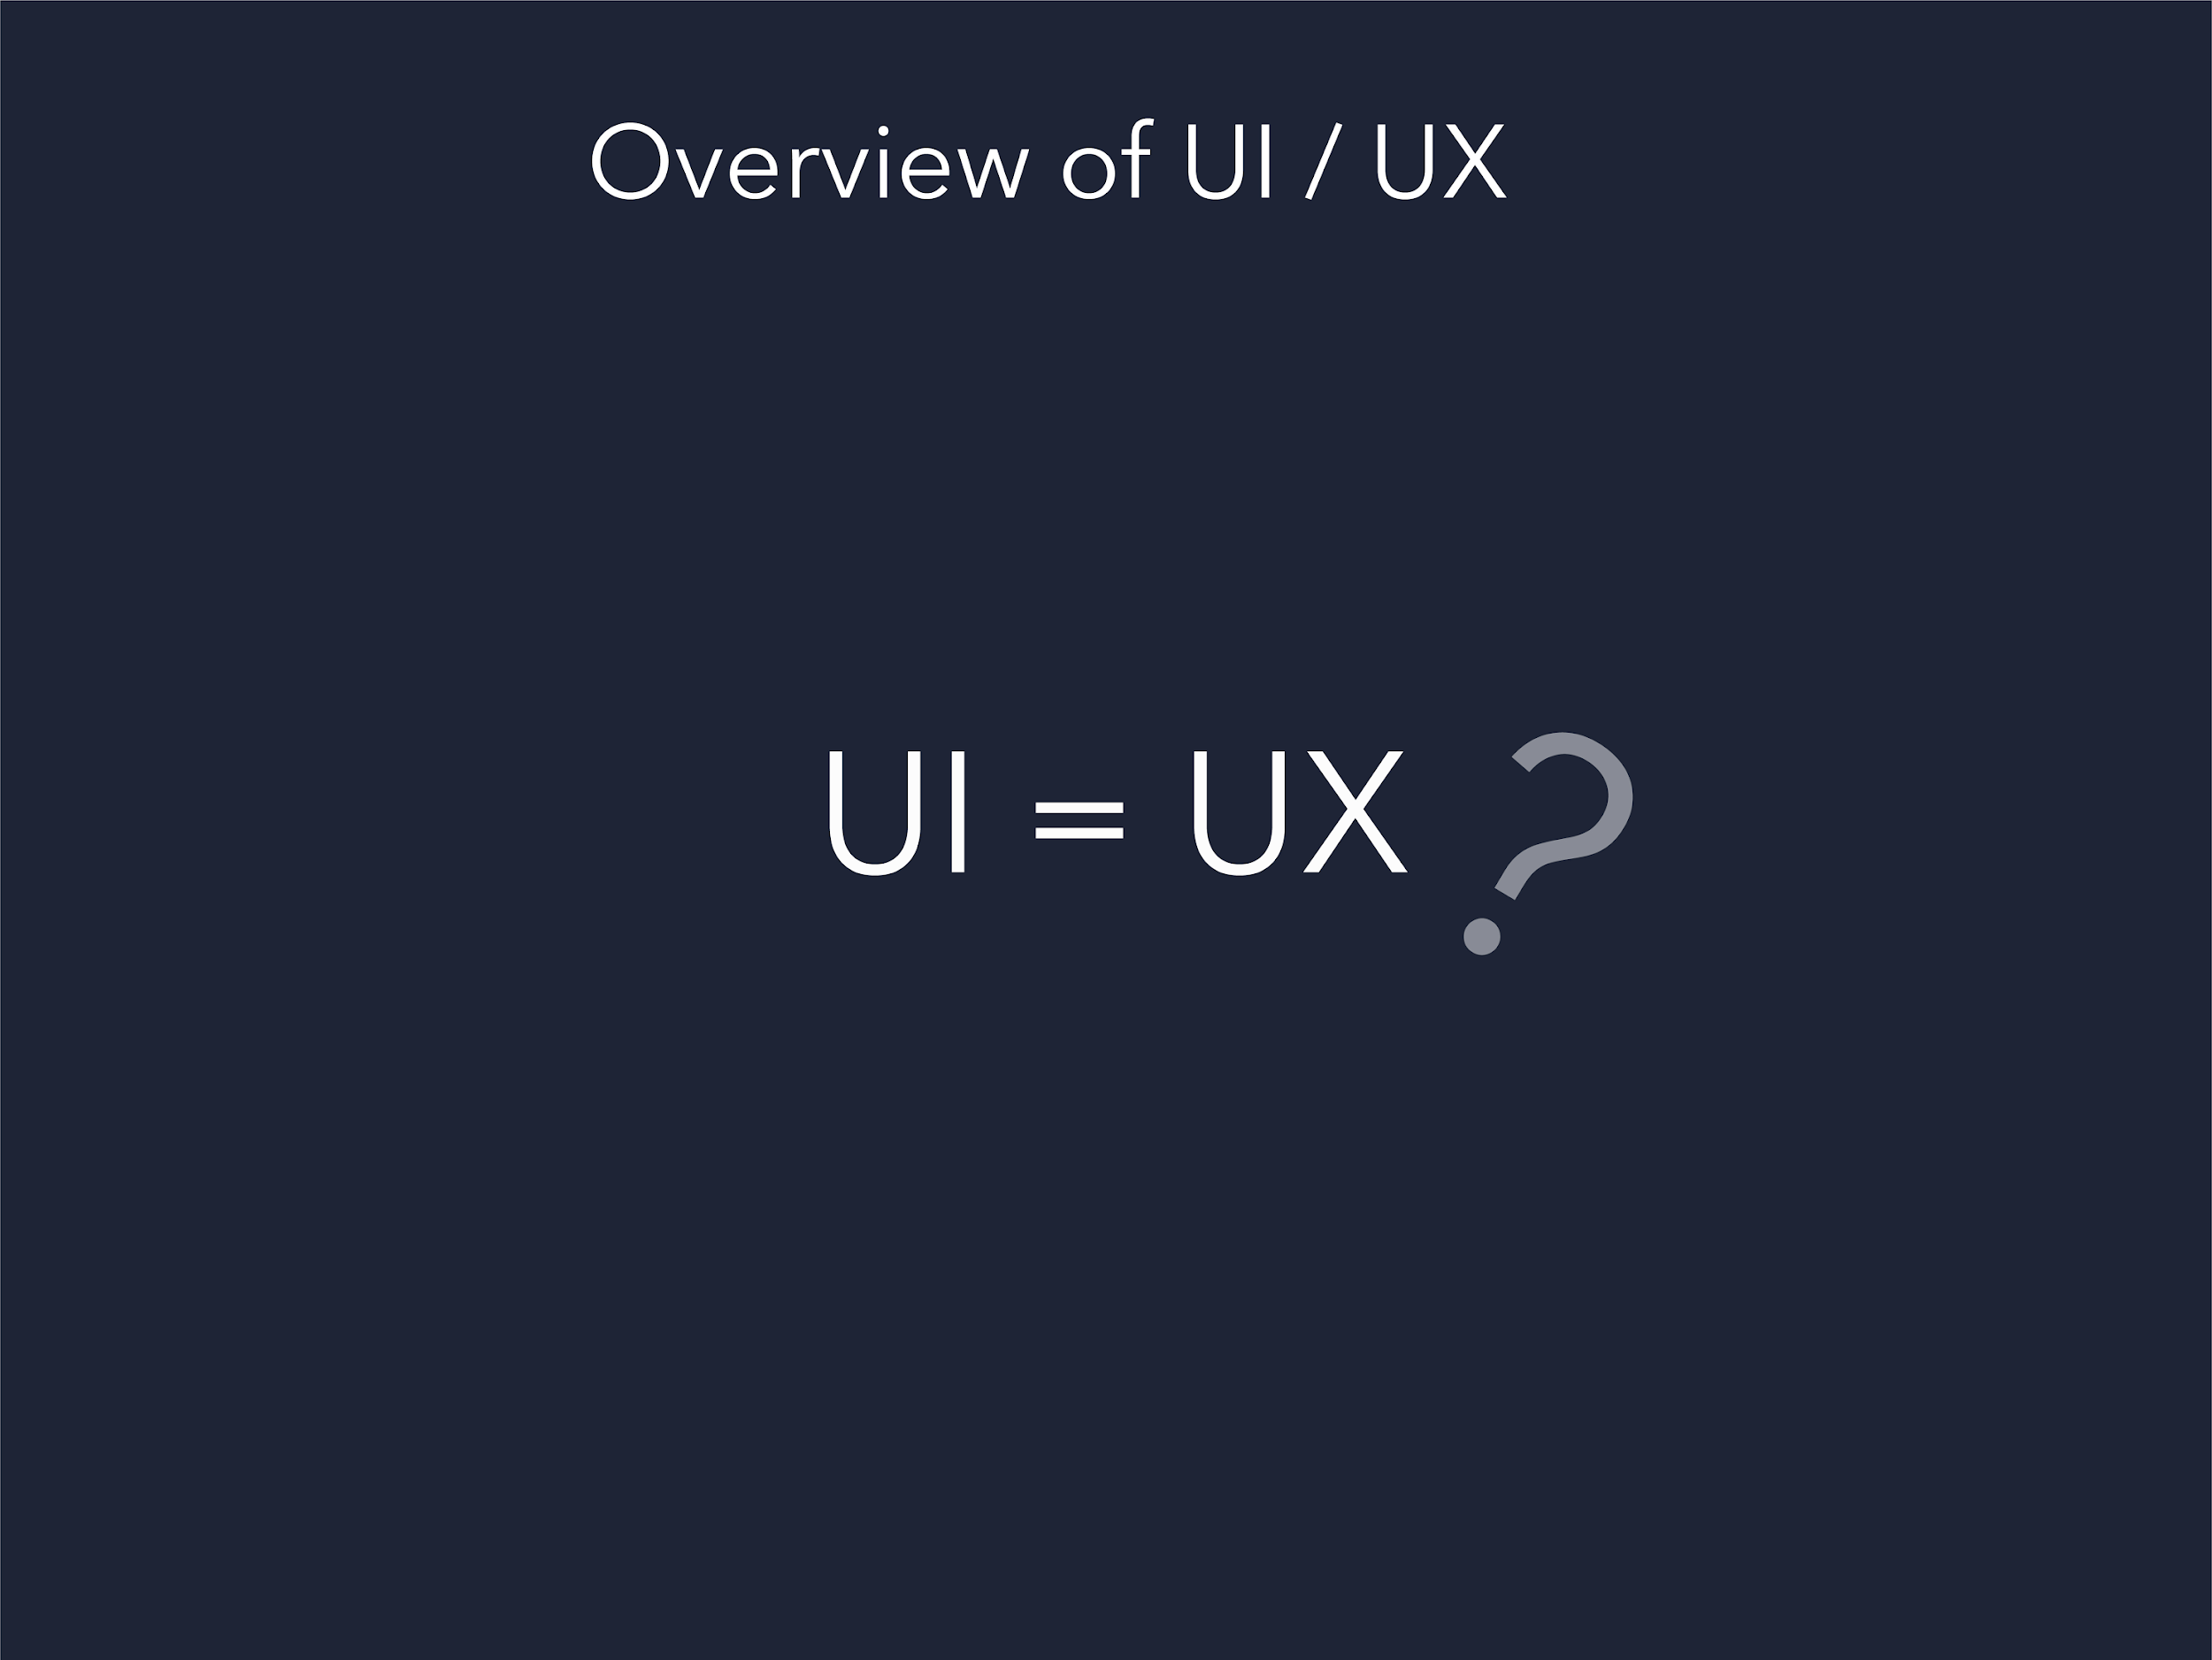 Overview of UI / UX
UI = UX ?